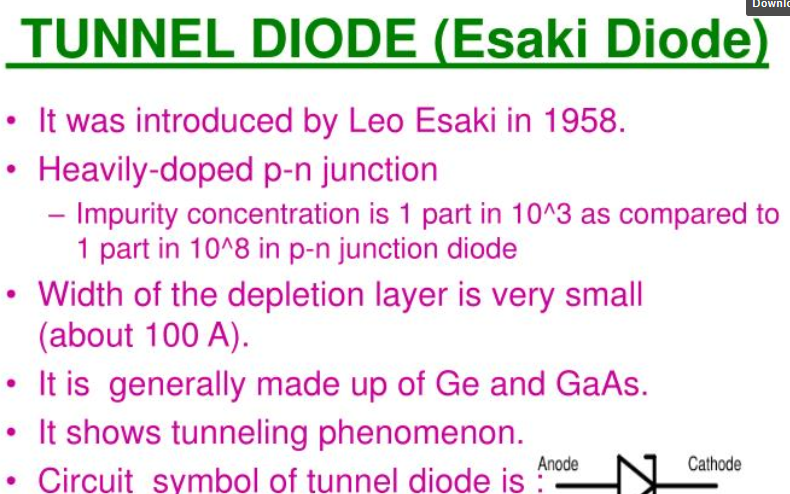 Downlo
TUNNEL DIODE (Esaki Diode)
• It was introduced by Leo Esaki in 1958.
• Heavily-doped p-n junction
– Impurity concentration is 1 part in 10^3 as compared to
1 part in 10^8 in p-n junction diode
• Width of the depletion layer is very small
(about 100 A).
• It is generally made up of Ge and GaAs.
• It shows tunneling phenomenon.
• Circuit symbol of tunnel diode is :
Anode Cathode